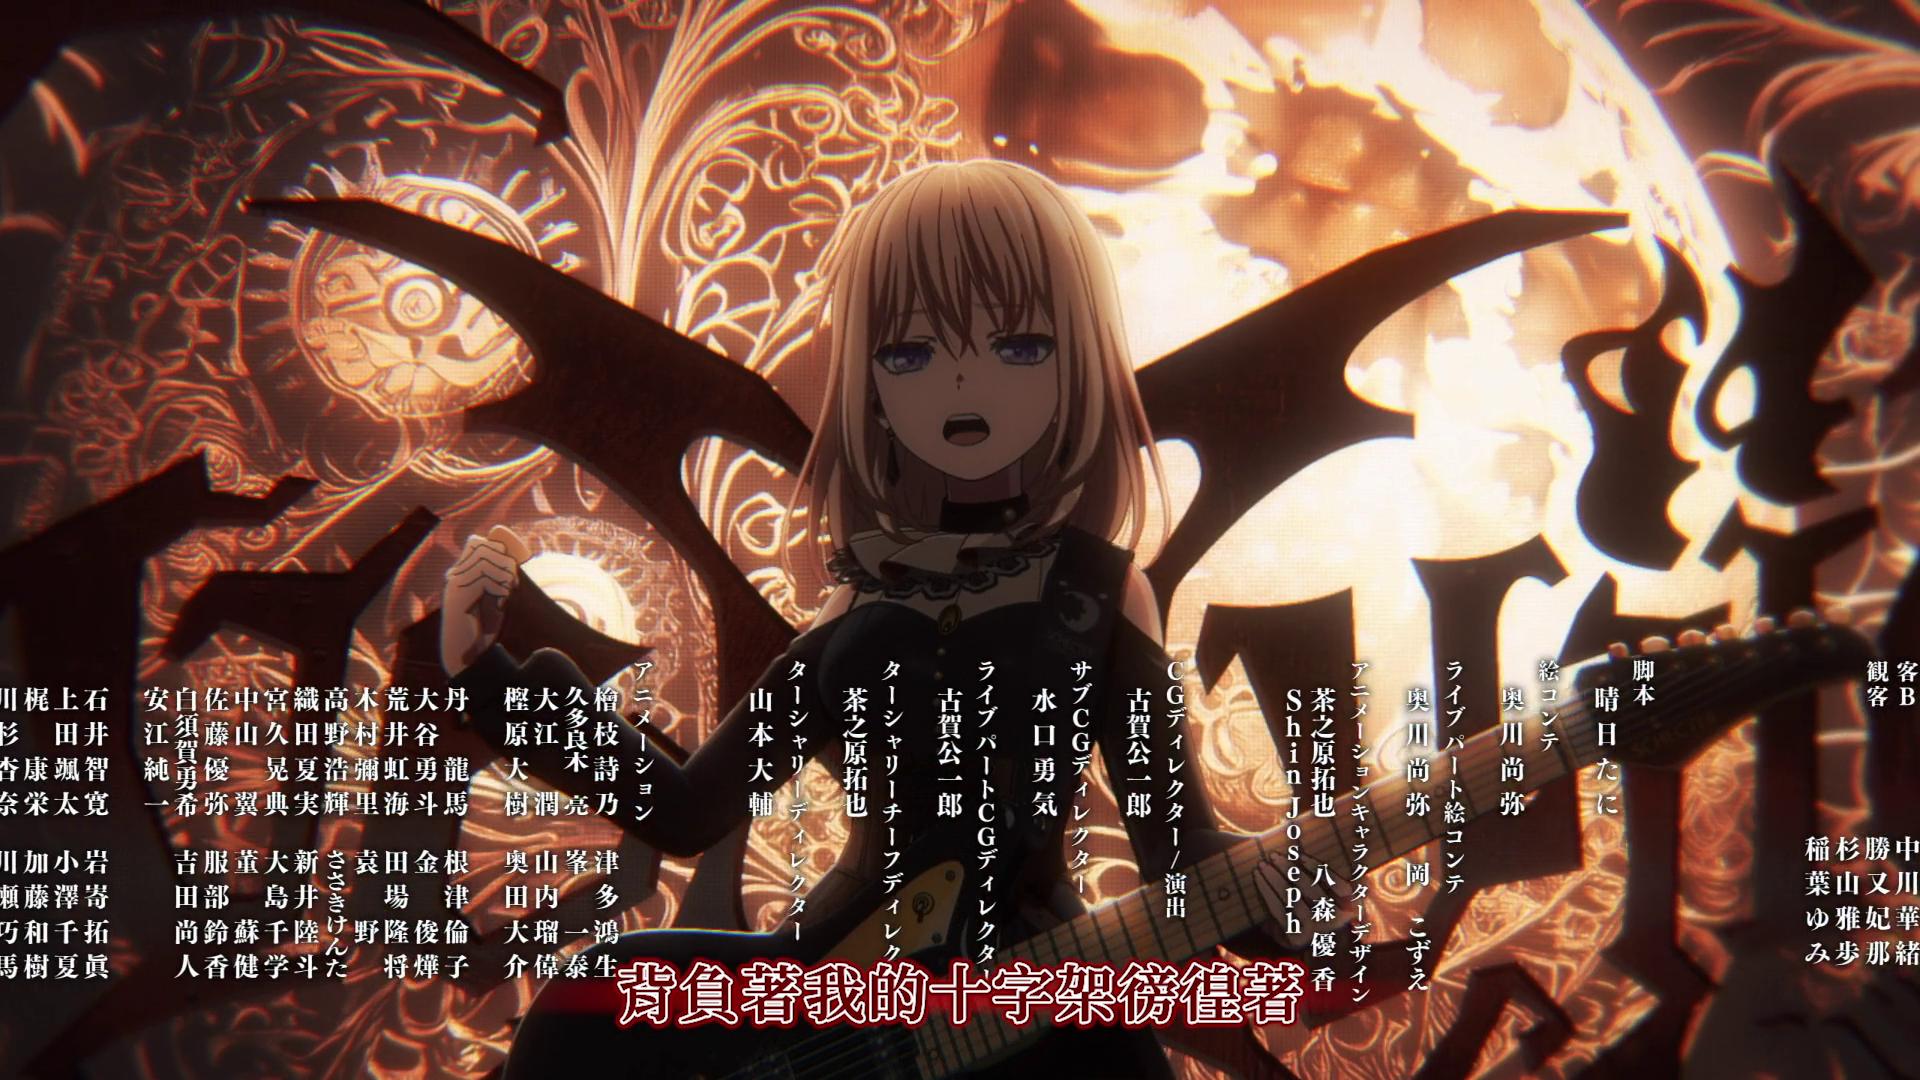 客B
観客
中川華緒
勝又妃那
杉山雅歩
稲葉ゆみ
脚本
晴日たに
絵コンテ
奥川尚弥
ライブパート絵コンテ
奥川尚弥 岡こずえ
アニメーションキャラクターデザイン
茶之原拓也 八森優香
Shin Joseph
CGディレクター/演出
古賀公一郎
サブCGディレクター
水口勇気
ライブパートCGディレクター
古賀公一郎
ターシャリーチーフディレク
茶之原拓也
ターシャリーディレクター
山本大輔
アニメーション
檜枝詩乃 津多鴻生
久多良木亮 峯一泰
大江潤 山内瑠偉
樫原大樹 奥田大介
丹龍馬 根津倫子
大谷勇斗 金俊燁
荒井虹海 田場隆将
木村彌里 袁野
高野浩輝 ささきけんた
織田夏実 新井陸斗
宮久晃典 大島千学
中山翼 董蘇健
佐藤優弥 服部鈴香
白須賀勇希 吉田尚人
安江純一
石井智寛 岩嵜拓眞
上田颯太 小澤千夏
梶康栄 加藤和樹
背負著我的十字架徬徨著